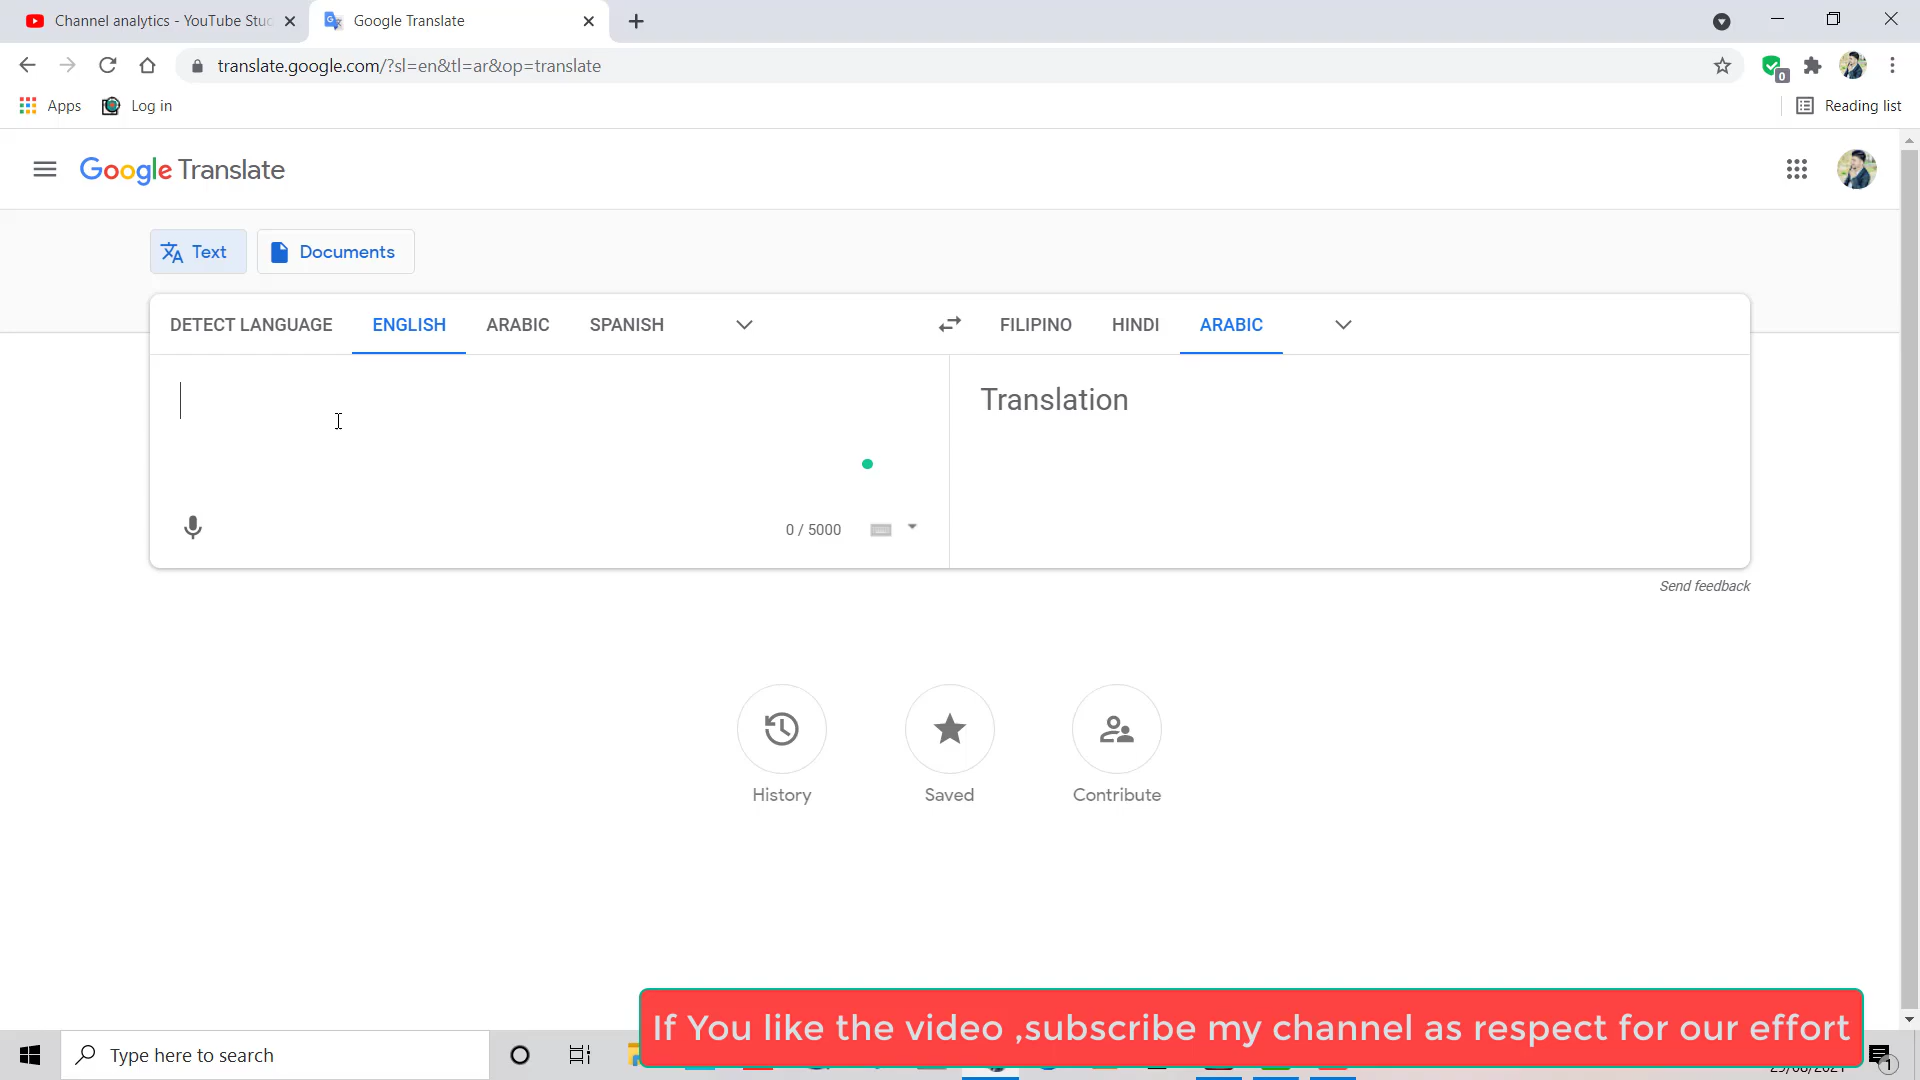 Channel analytics - YouTube Stu
Google Translate
translate.google.com/?sl=en&tl=ar&op=translate
0
Apps
Log in
Reading list
Google Translate
Text
Documents
DETECT LANGUAGE
ENGLISH
ARABIC
SPANISH
FILIPINO
HINDI
ARABIC
Translation
0 / 5000
Send feedback
History
Saved
Contribute
If You like the video ,subscribe my channel as respect for our effort
Type here to search
1